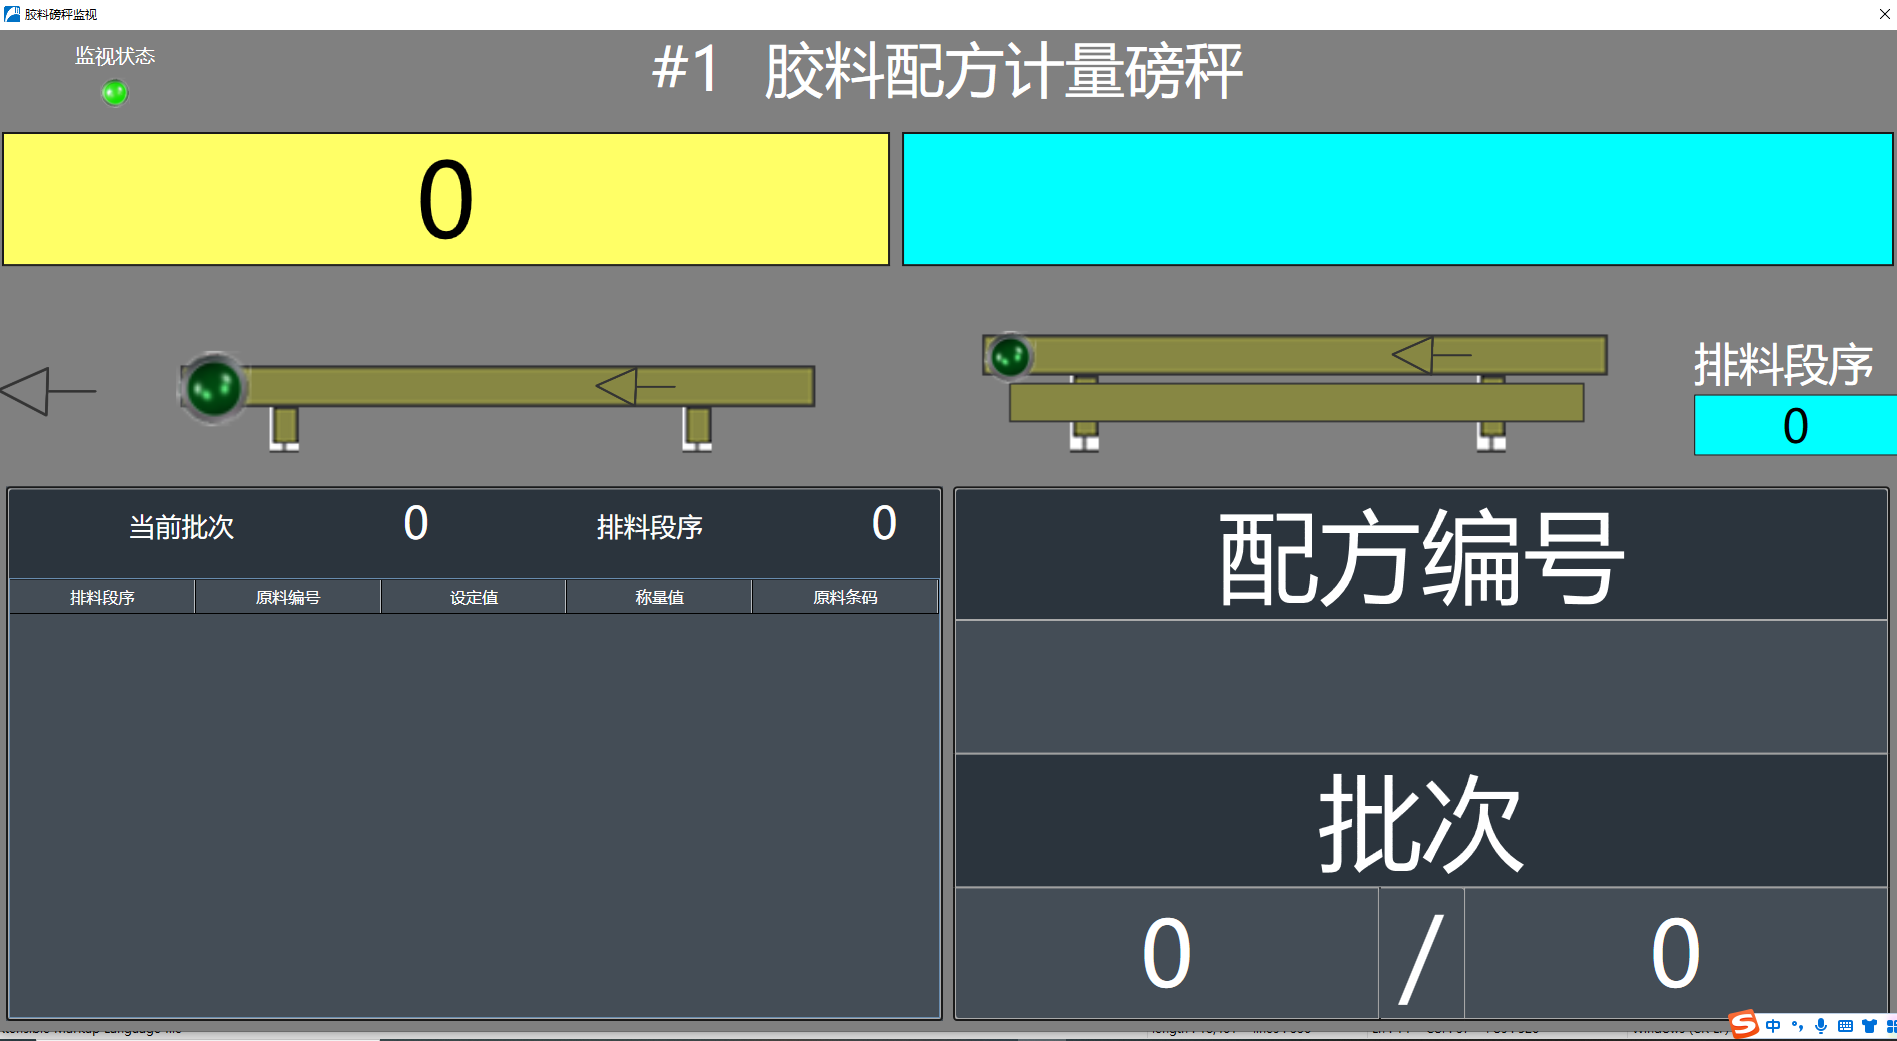 胶料磅秤监视
监视状态
#1 胶料配方计量磅秤
0
排料段序
0
当前批次 0 排料段序 0
排料段序 原料编号 设定值 称量值 原料条码
配方编号
批次
0 / 0
中